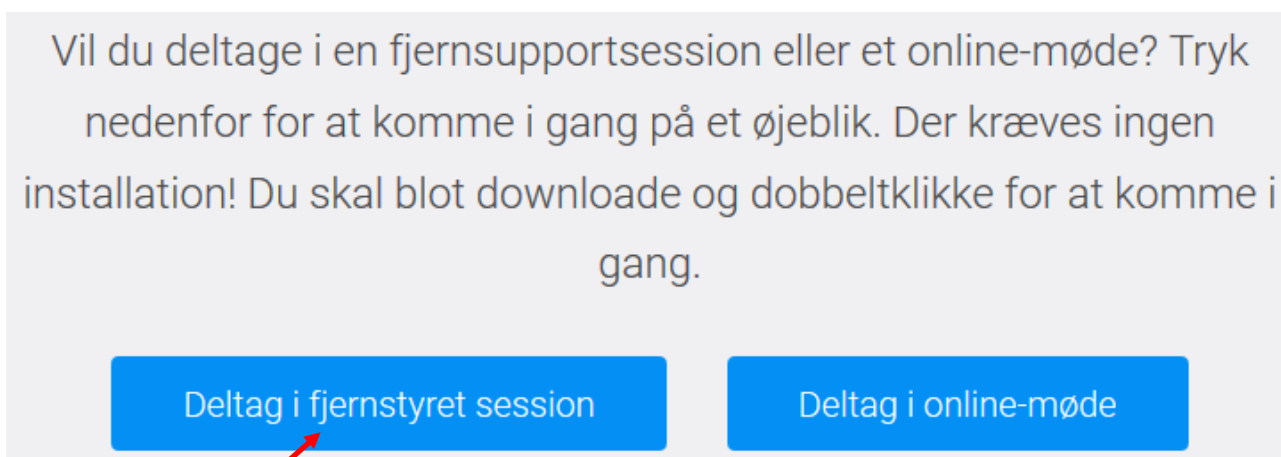 Vil du deltage i en fjernsupportsession eller et online-møde? Tryk
nedenfor for at komme i gang på et øjeblik. Der kræves ingen
installation! Du skal blot downloade og dobbeltklikke for at komme i
gang.
Deltag i fjernstyret session
Deltag i online-møde